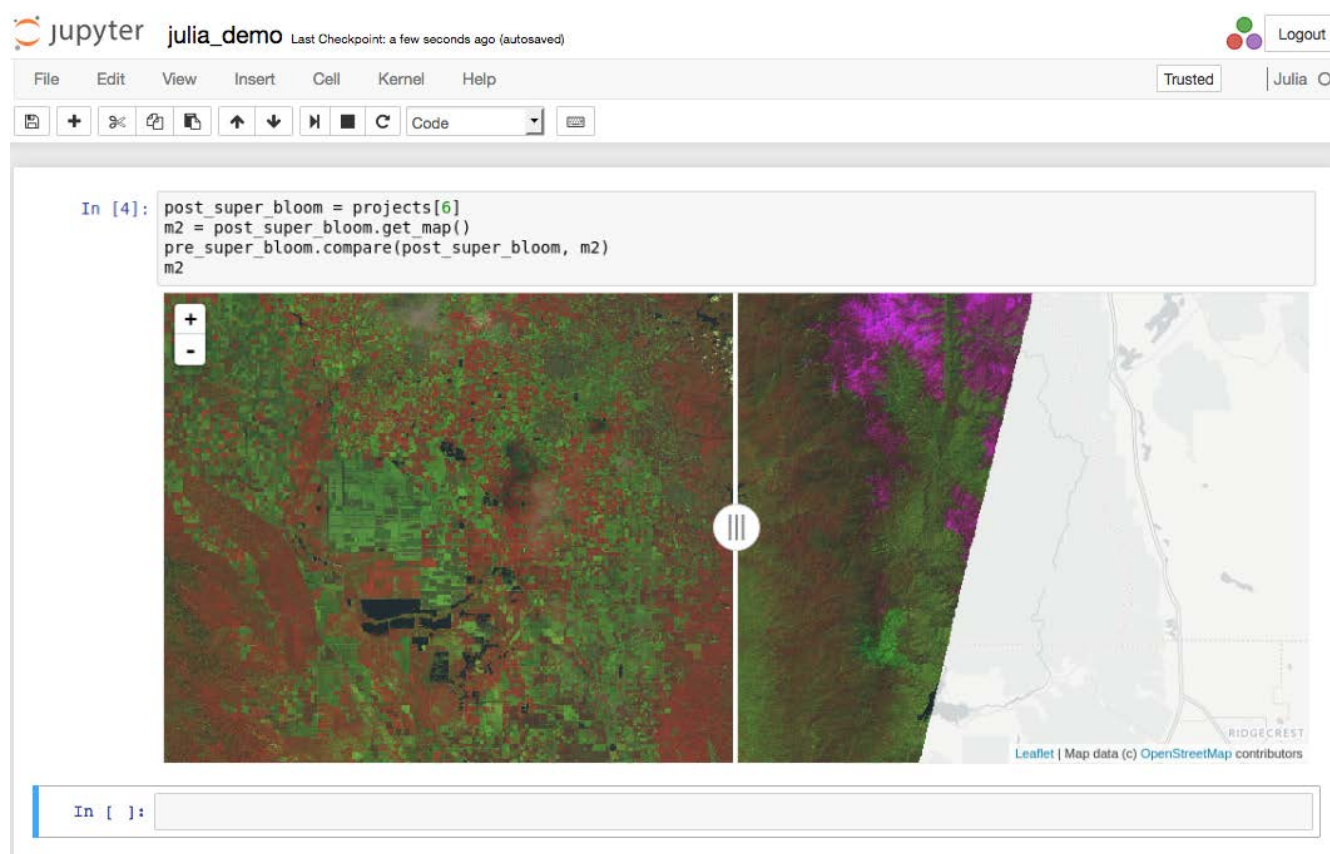 jupyter julia_demo Last Checkpoint: a few seconds ago (autosaved) Logout
File Edit View Insert Cell Kernel Help Trusted Julia
Code
In [4]: post_super_bloom = projects[6]
m2 = post_super_bloom.get_map()
pre_super_bloom.compare(post_super_bloom, m2)
m2
+
-
RIDGECREST
Leaflet | Map data (c) OpenStreetMap contributors
In [ ]: